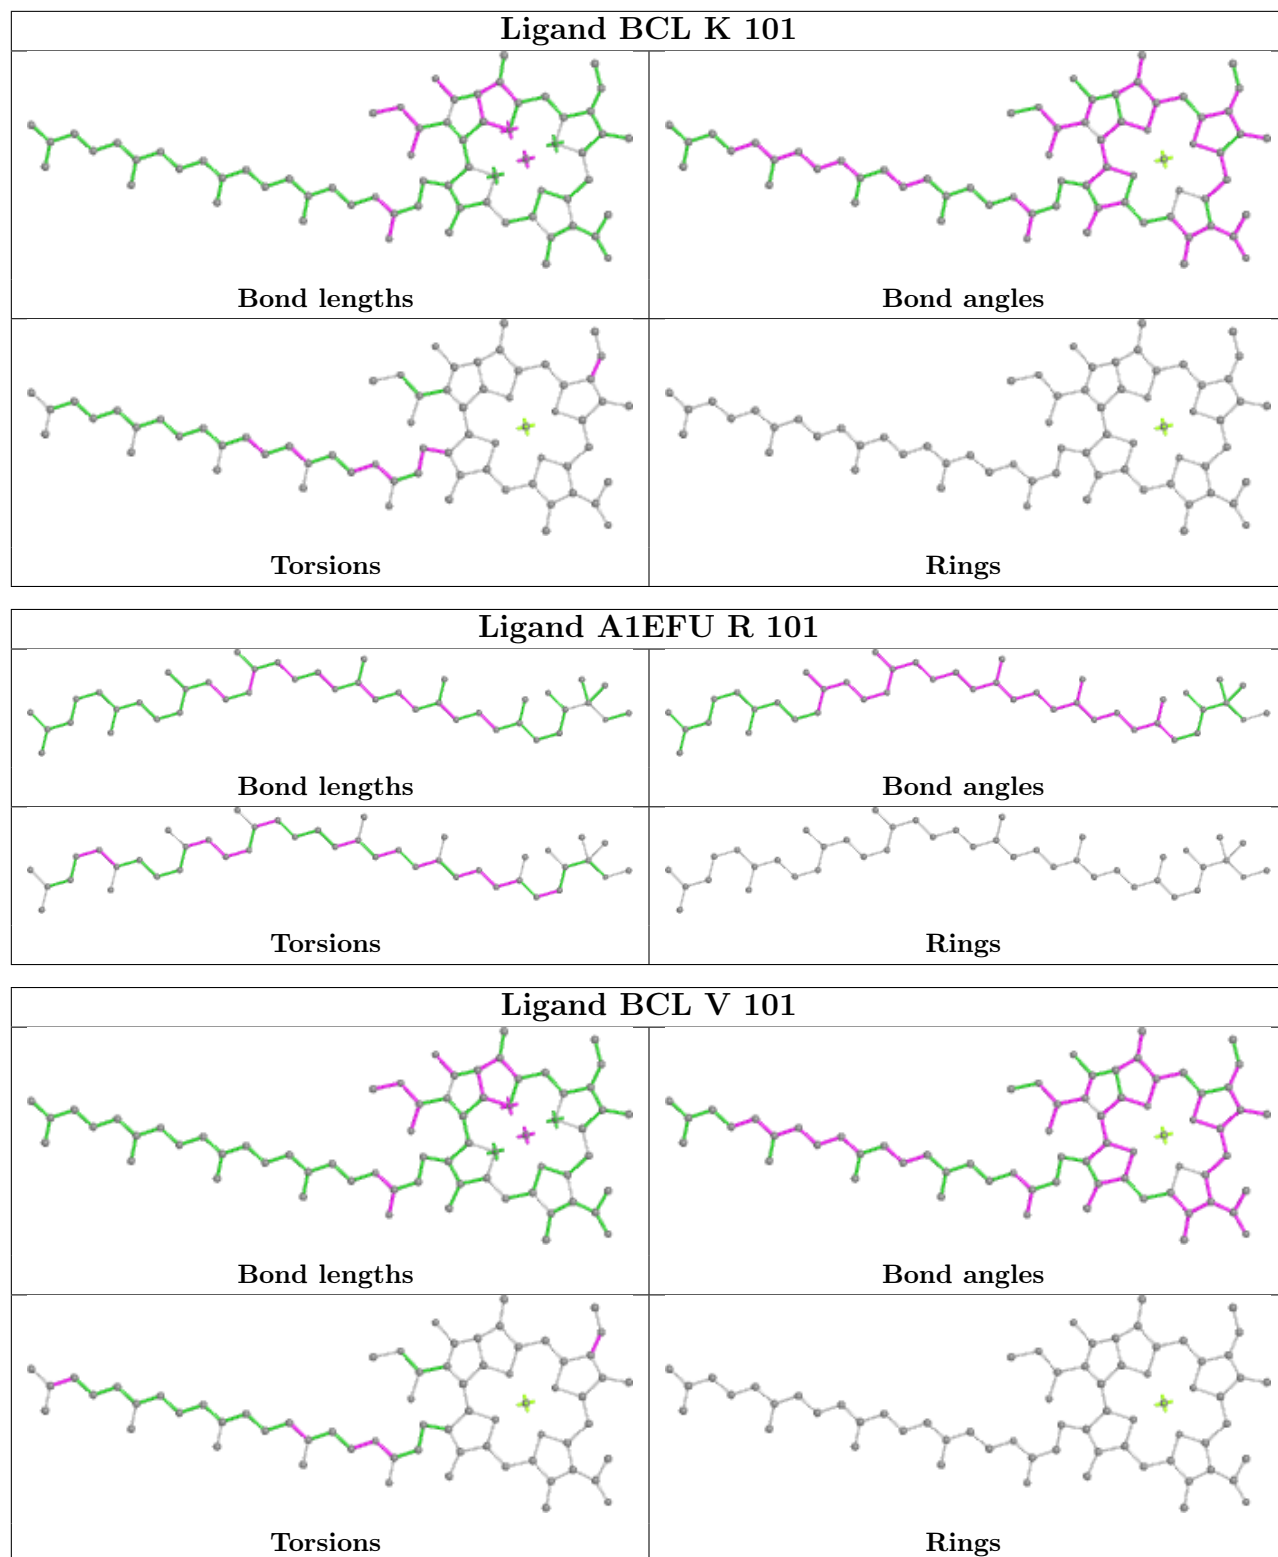 Ligand BCL K 101
Bond lengths
Bond angles
Torsions
Rings
Ligand A1EFU R 101
Bond lengths
Bond angles
Torsions
Rings
Ligand BCL V 101
Bond lengths
Bond angles
Torsions
Rings